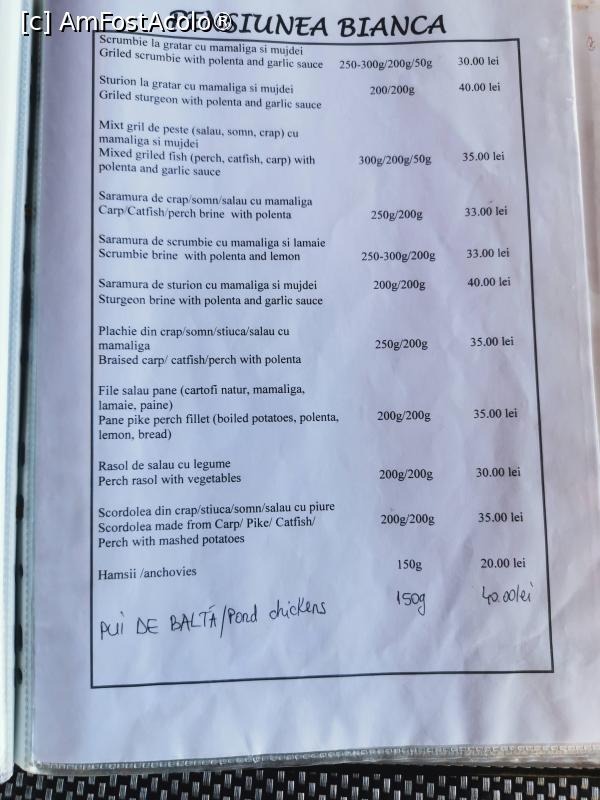 [c] AmFostAcolo®
PENSIUNEA BIANCA
Scrumbie la gratar cu mamaliga si mujdei
Griled scrumbie with polenta and garlic sauce 250-300g/200g/50g 30.00 lei
Sturion la gratar cu mamaliga si mujdei 200/200g 40.00 lei
Griled sturgeon with polenta and garlic sauce
Mixt gril de peste (salau, somn, crap) cu
mamaliga si mujdei
Mixed griled fish (perch, catfish, carp) with 300g/200g/50g 35.00 lei
polenta and garlic sauce
Saramura de crap/somn/salau cu mamaliga
Carp/Catfish/perch brine with polenta 250g/200g 33.00 lei
Saramura de scrumbie cu mamaliga si lamaie
Scrumbie brine with polenta and lemon 250-300g/200g 33.00 lei
Saramura de sturion cu mamaliga si mujdei 200g/200g 40.00 lei
Sturgeon brine with polenta and garlic sauce
Plachie din crap/somn/stiuca/salau cu
mamaliga 250g/200g 35.00 lei
Braised carp/ catfish/perch with polenta
File salau pane (cartofi natur, mamaliga,
lamaie, paine)
Pane pike perch fillet (boiled potatoes, polenta, 200g/200g 35.00 lei
lemon, bread)
Rasol de salau cu legume
Perch rasol with vegetables 200g/200g 30.00 lei
Scordolea din crap/stiuca/somn/salau cu piure
Scordolea made from Carp/ Pike/ Catfish/ 200g/200g 35.00 lei
Perch with mashed potatoes
Hamsii /anchovies 150g 20.00 lei
PUI DE BALTĂ/Pond chickens 150g 40.00lei